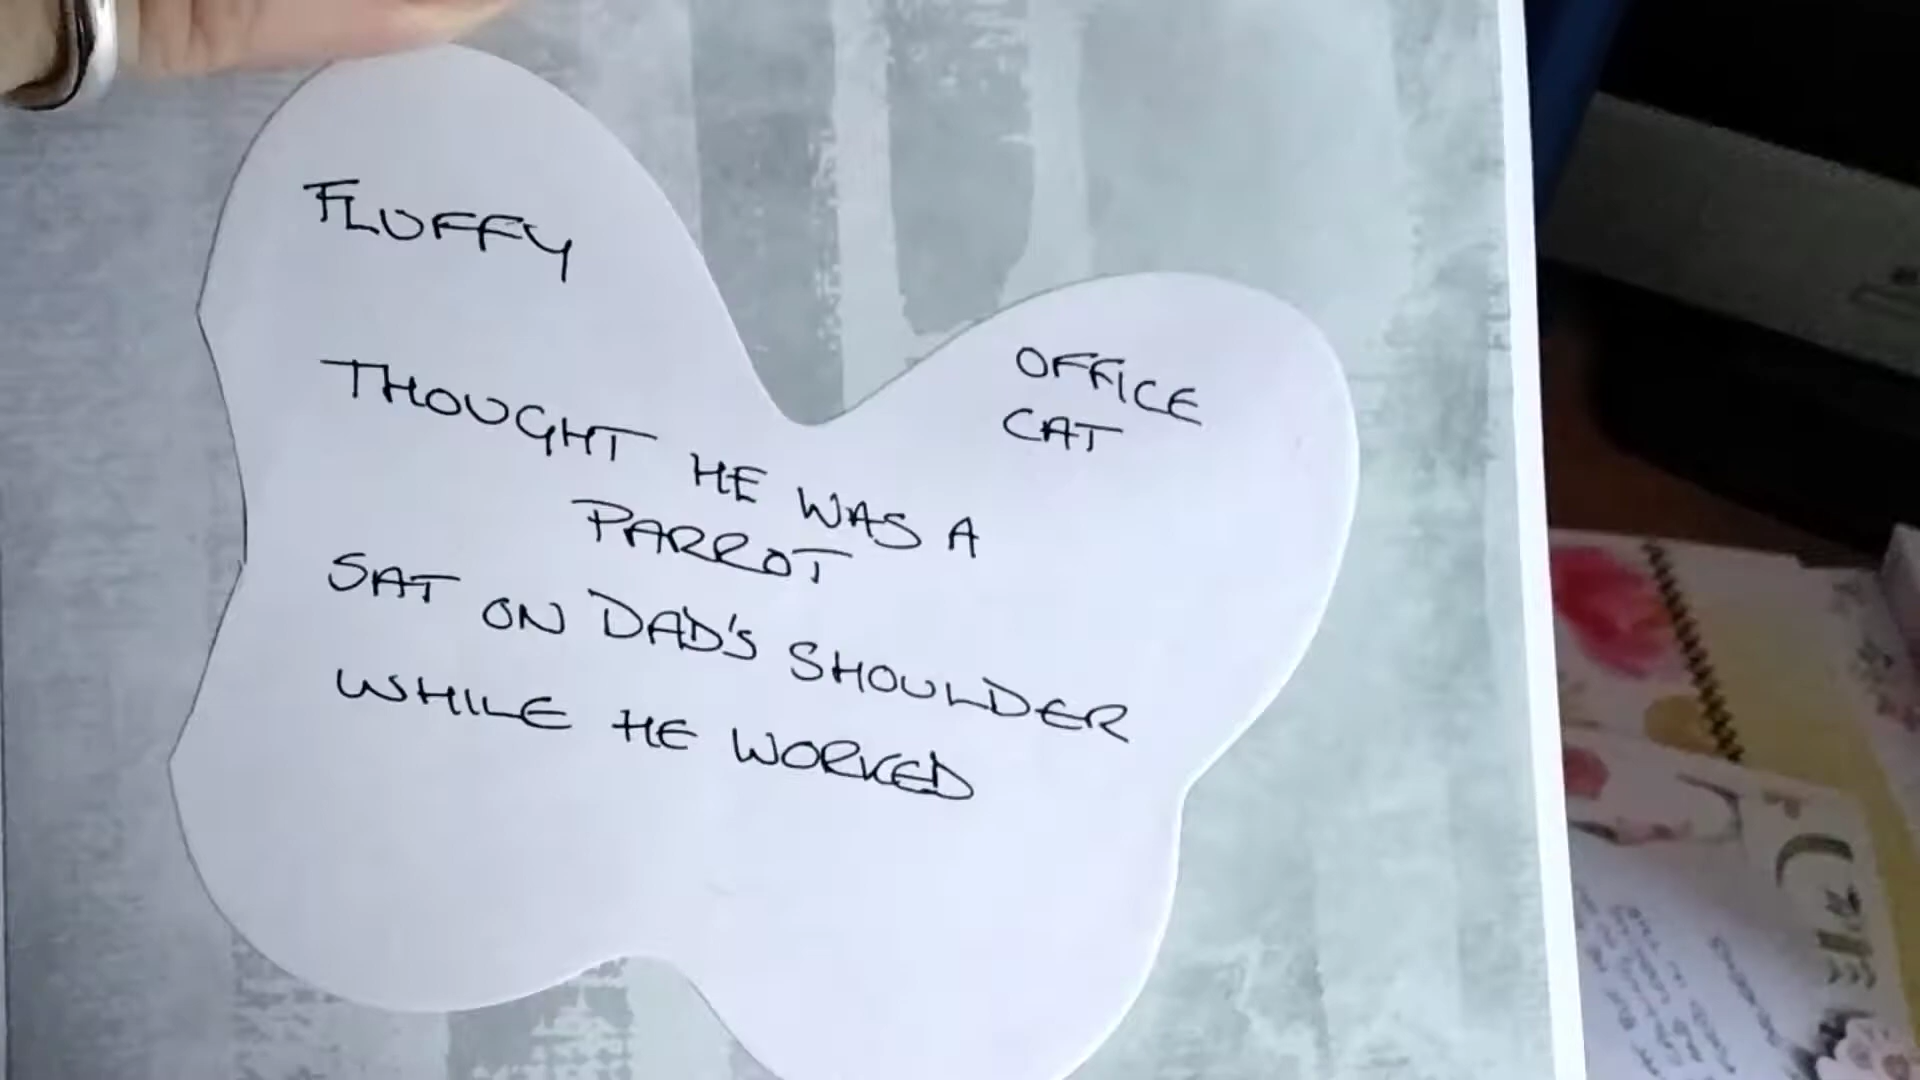 FLUFFY
OFFICE
CAT
THOUGHT HE WAS A
PARROT
SAT ON DAD'S SHOULDER
WHILE HE WORKED